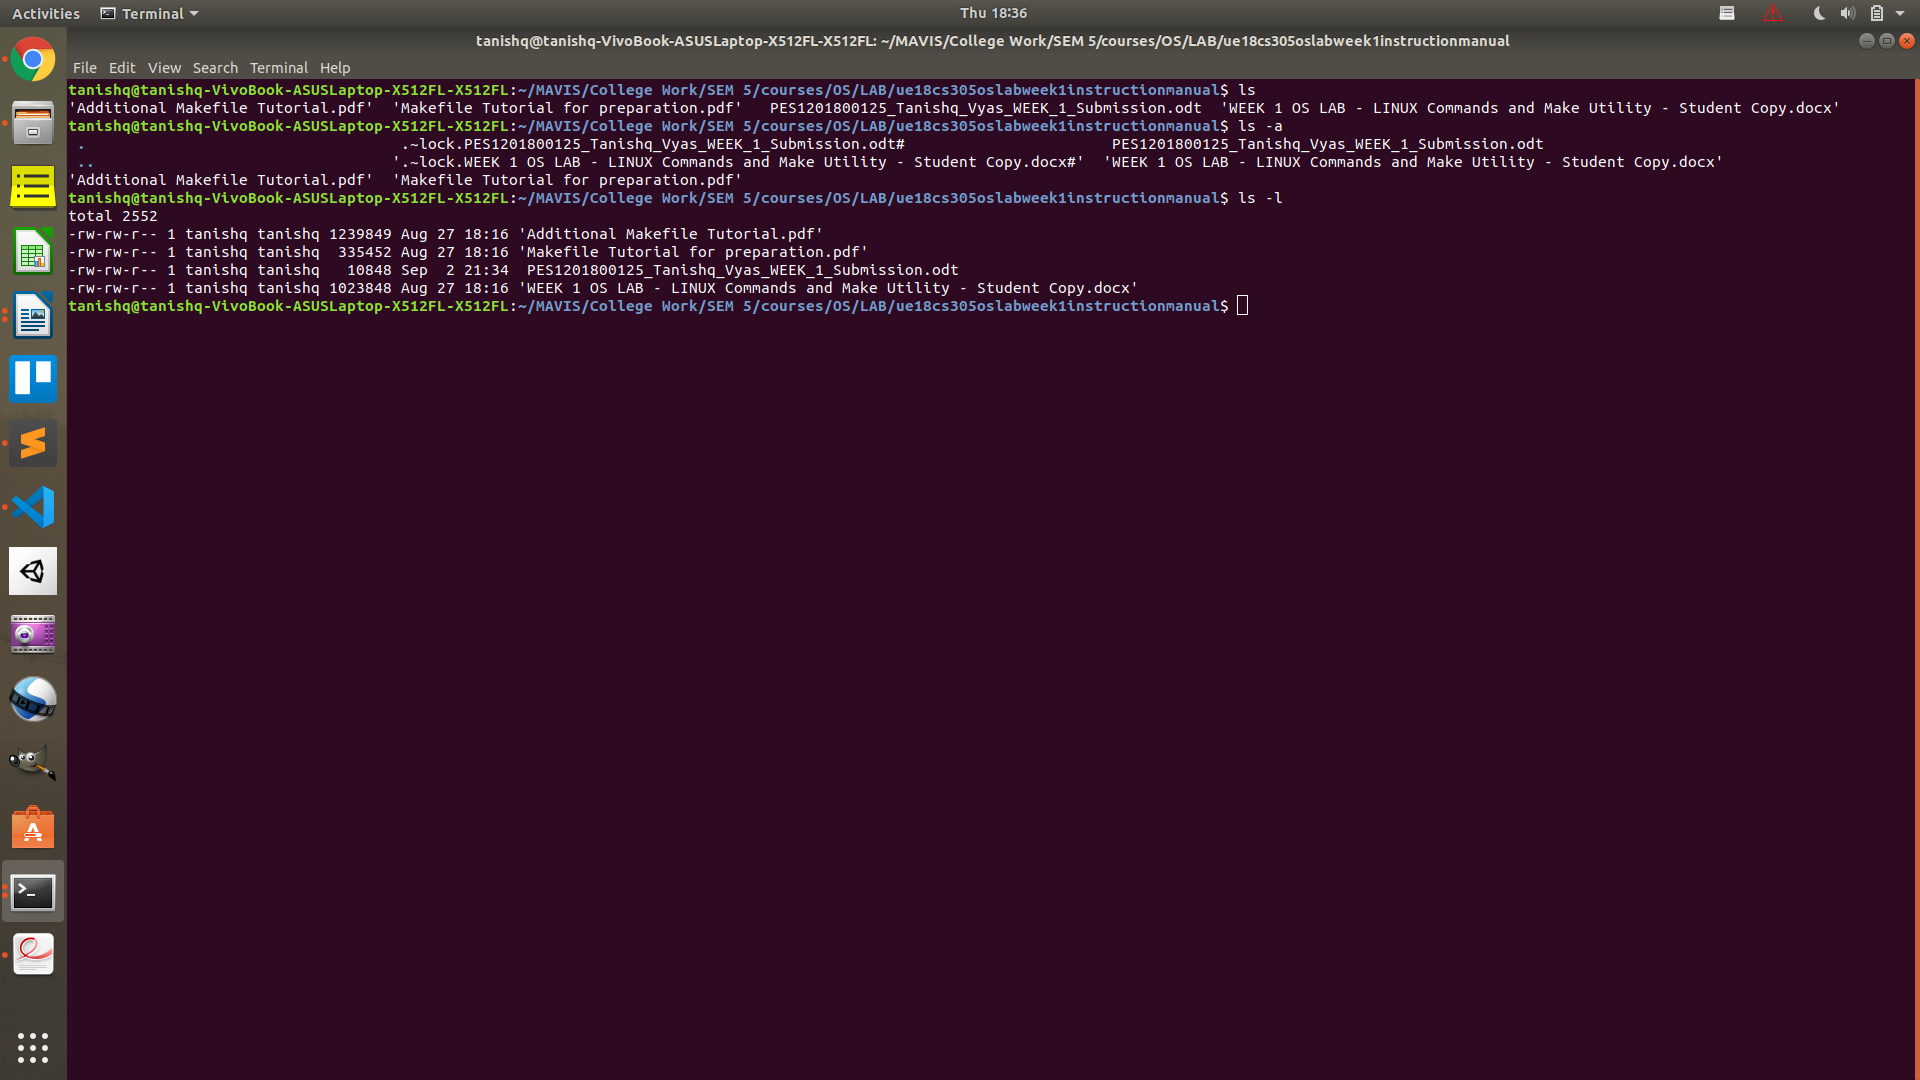 Activities Terminal Thu 18:36
tanishq@tanishq-VivoBook-ASUSLaptop-X512FL-X512FL: ~/MAVIS/College Work/SEM 5/courses/OS/LAB/ue18cs305oslabweek1instructionmanual
File Edit View Search Terminal Help
tanishq@tanishq-VivoBook-ASUSLaptop-X512FL-X512FL:~/MAVIS/College Work/SEM 5/courses/OS/LAB/ue18cs305oslabweek1instructionmanual$ ls
'Additional Makefile Tutorial.pdf'  'Makefile Tutorial for preparation.pdf'   PES1201800125_Tanishq_Vyas_WEEK_1_Submission.odt  'WEEK 1 OS LAB - LINUX Commands and Make Utility - Student Copy.docx'
tanishq@tanishq-VivoBook-ASUSLaptop-X512FL-X512FL:~/MAVIS/College Work/SEM 5/courses/OS/LAB/ue18cs305oslabweek1instructionmanual$ ls -a
 .                                   .~lock.PES1201800125_Tanishq_Vyas_WEEK_1_Submission.odt#                       PES1201800125_Tanishq_Vyas_WEEK_1_Submission.odt
 ..                                 '.~lock.WEEK 1 OS LAB - LINUX Commands and Make Utility - Student Copy.docx#'  'WEEK 1 OS LAB - LINUX Commands and Make Utility - Student Copy.docx'
'Additional Makefile Tutorial.pdf'  'Makefile Tutorial for preparation.pdf'
tanishq@tanishq-VivoBook-ASUSLaptop-X512FL-X512FL:~/MAVIS/College Work/SEM 5/courses/OS/LAB/ue18cs305oslabweek1instructionmanual$ ls -l
total 2552
-rw-rw-r-- 1 tanishq tanishq 1239849 Aug 27 18:16 'Additional Makefile Tutorial.pdf'
-rw-rw-r-- 1 tanishq tanishq  335452 Aug 27 18:16 'Makefile Tutorial for preparation.pdf'
-rw-rw-r-- 1 tanishq tanishq   10848 Sep  2 21:34  PES1201800125_Tanishq_Vyas_WEEK_1_Submission.odt
-rw-rw-r-- 1 tanishq tanishq 1023848 Aug 27 18:16 'WEEK 1 OS LAB - LINUX Commands and Make Utility - Student Copy.docx'
tanishq@tanishq-VivoBook-ASUSLaptop-X512FL-X512FL:~/MAVIS/College Work/SEM 5/courses/OS/LAB/ue18cs305oslabweek1instructionmanual$